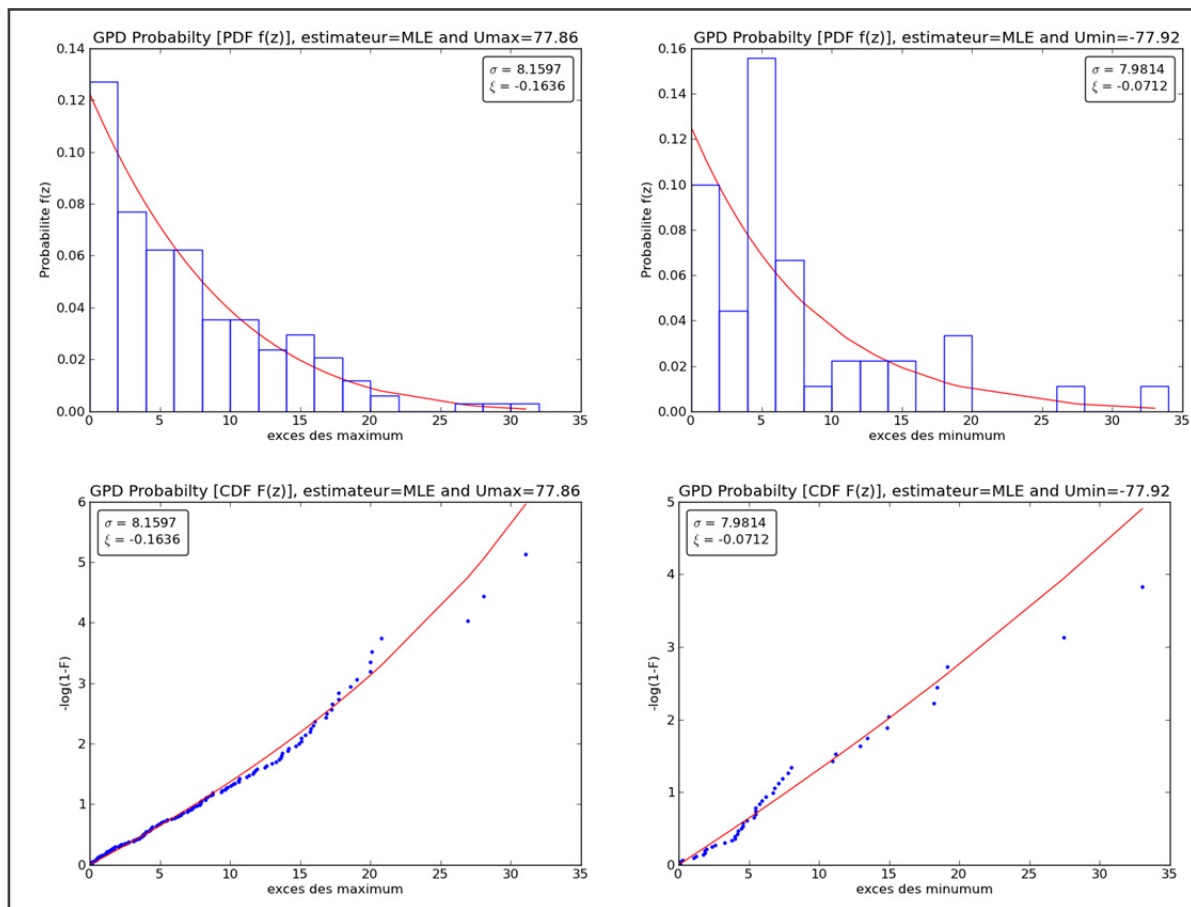 GPD Probabilty [PDF f(z)], estimateur=MLE and Umax=77.86
σ = 8.1597
ξ = -0.1636
Probabilite f(z)
0.14
0.12
0.10
0.08
0.06
0.04
0.02
0.00
0 5 10 15 20 25 30 35
exces des maximum
GPD Probabilty [PDF f(z)], estimateur=MLE and Umin=-77.92
σ = 7.9814
ξ = -0.0712
Probabilite f(z)
0.16
0.14
0.12
0.10
0.08
0.06
0.04
0.02
0.00
0 5 10 15 20 25 30 35
exces des minumum
GPD Probabilty [CDF F(z)], estimateur=MLE and Umax=77.86
σ = 8.1597
ξ = -0.1636
-log(1-F)
6
5
4
3
2
1
0
0 5 10 15 20 25 30 35
exces des maximum
GPD Probabilty [CDF F(z)], estimateur=MLE and Umin=-77.92
σ = 7.9814
ξ = -0.0712
-log(1-F)
5
4
3
2
1
0
0 5 10 15 20 25 30 35
exces des minumum